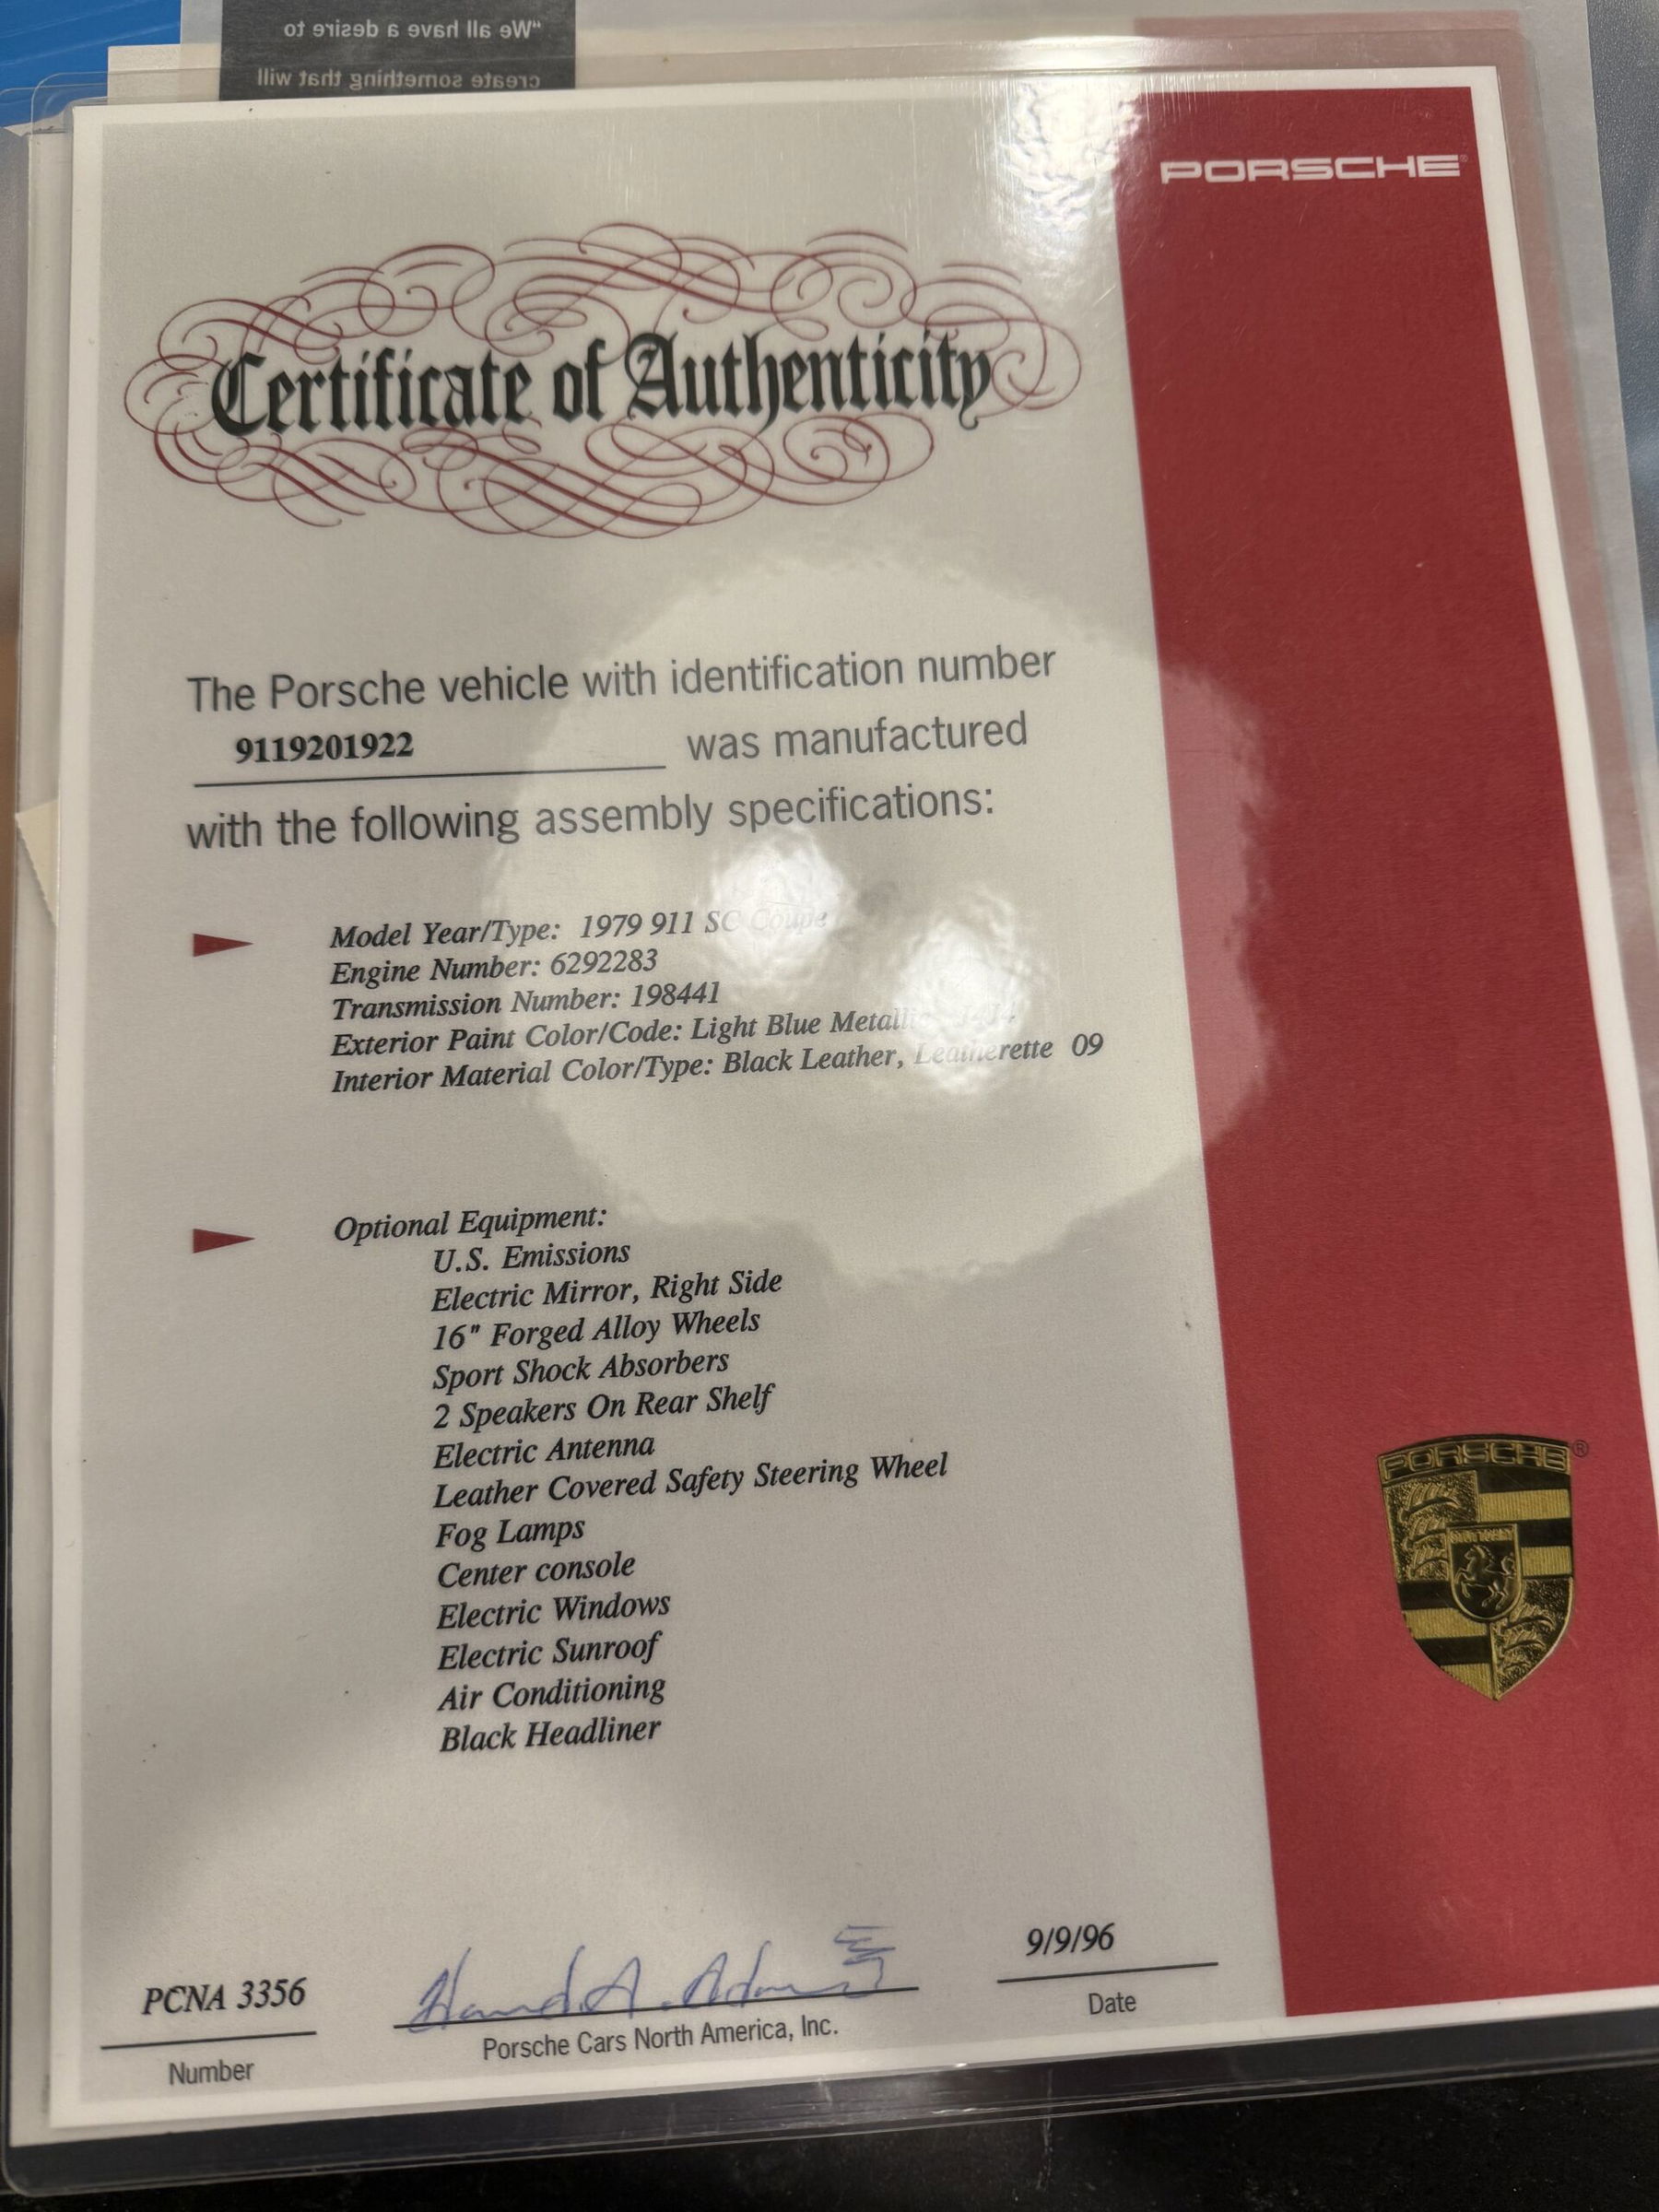 "We all have a desire to
create something that will
PORSCHE®
Certificate of Authenticity
The Porsche vehicle with identification number
9119201922 was manufactured
with the following assembly specifications:
Model Year/Type: 1979 911 SC Coupe
Engine Number: 6292283
Transmission Number: 198441
Exterior Paint Color/Code: Light Blue Metallic
Interior Material Color/Type: Black Leather, Leatherette 09
Optional Equipment:
U.S. Emissions
Electric Mirror, Right Side
16" Forged Alloy Wheels
Sport Shock Absorbers
2 Speakers On Rear Shelf
Electric Antenna
Leather Covered Safety Steering Wheel
Fog Lamps
Center console
Electric Windows
Electric Sunroof
Air Conditioning
Black Headliner
PORSCHE®
STUTTGART
PCNA 3356
9/9/96
Number
Porsche Cars North America, Inc.
Date